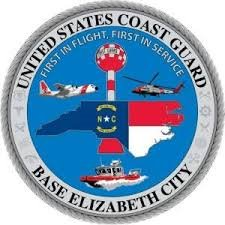 UNITED STATES COAST GUARD
FIRST IN FLIGHT, FIRST IN SERVICE
N C
BASE ELIZABETH CITY